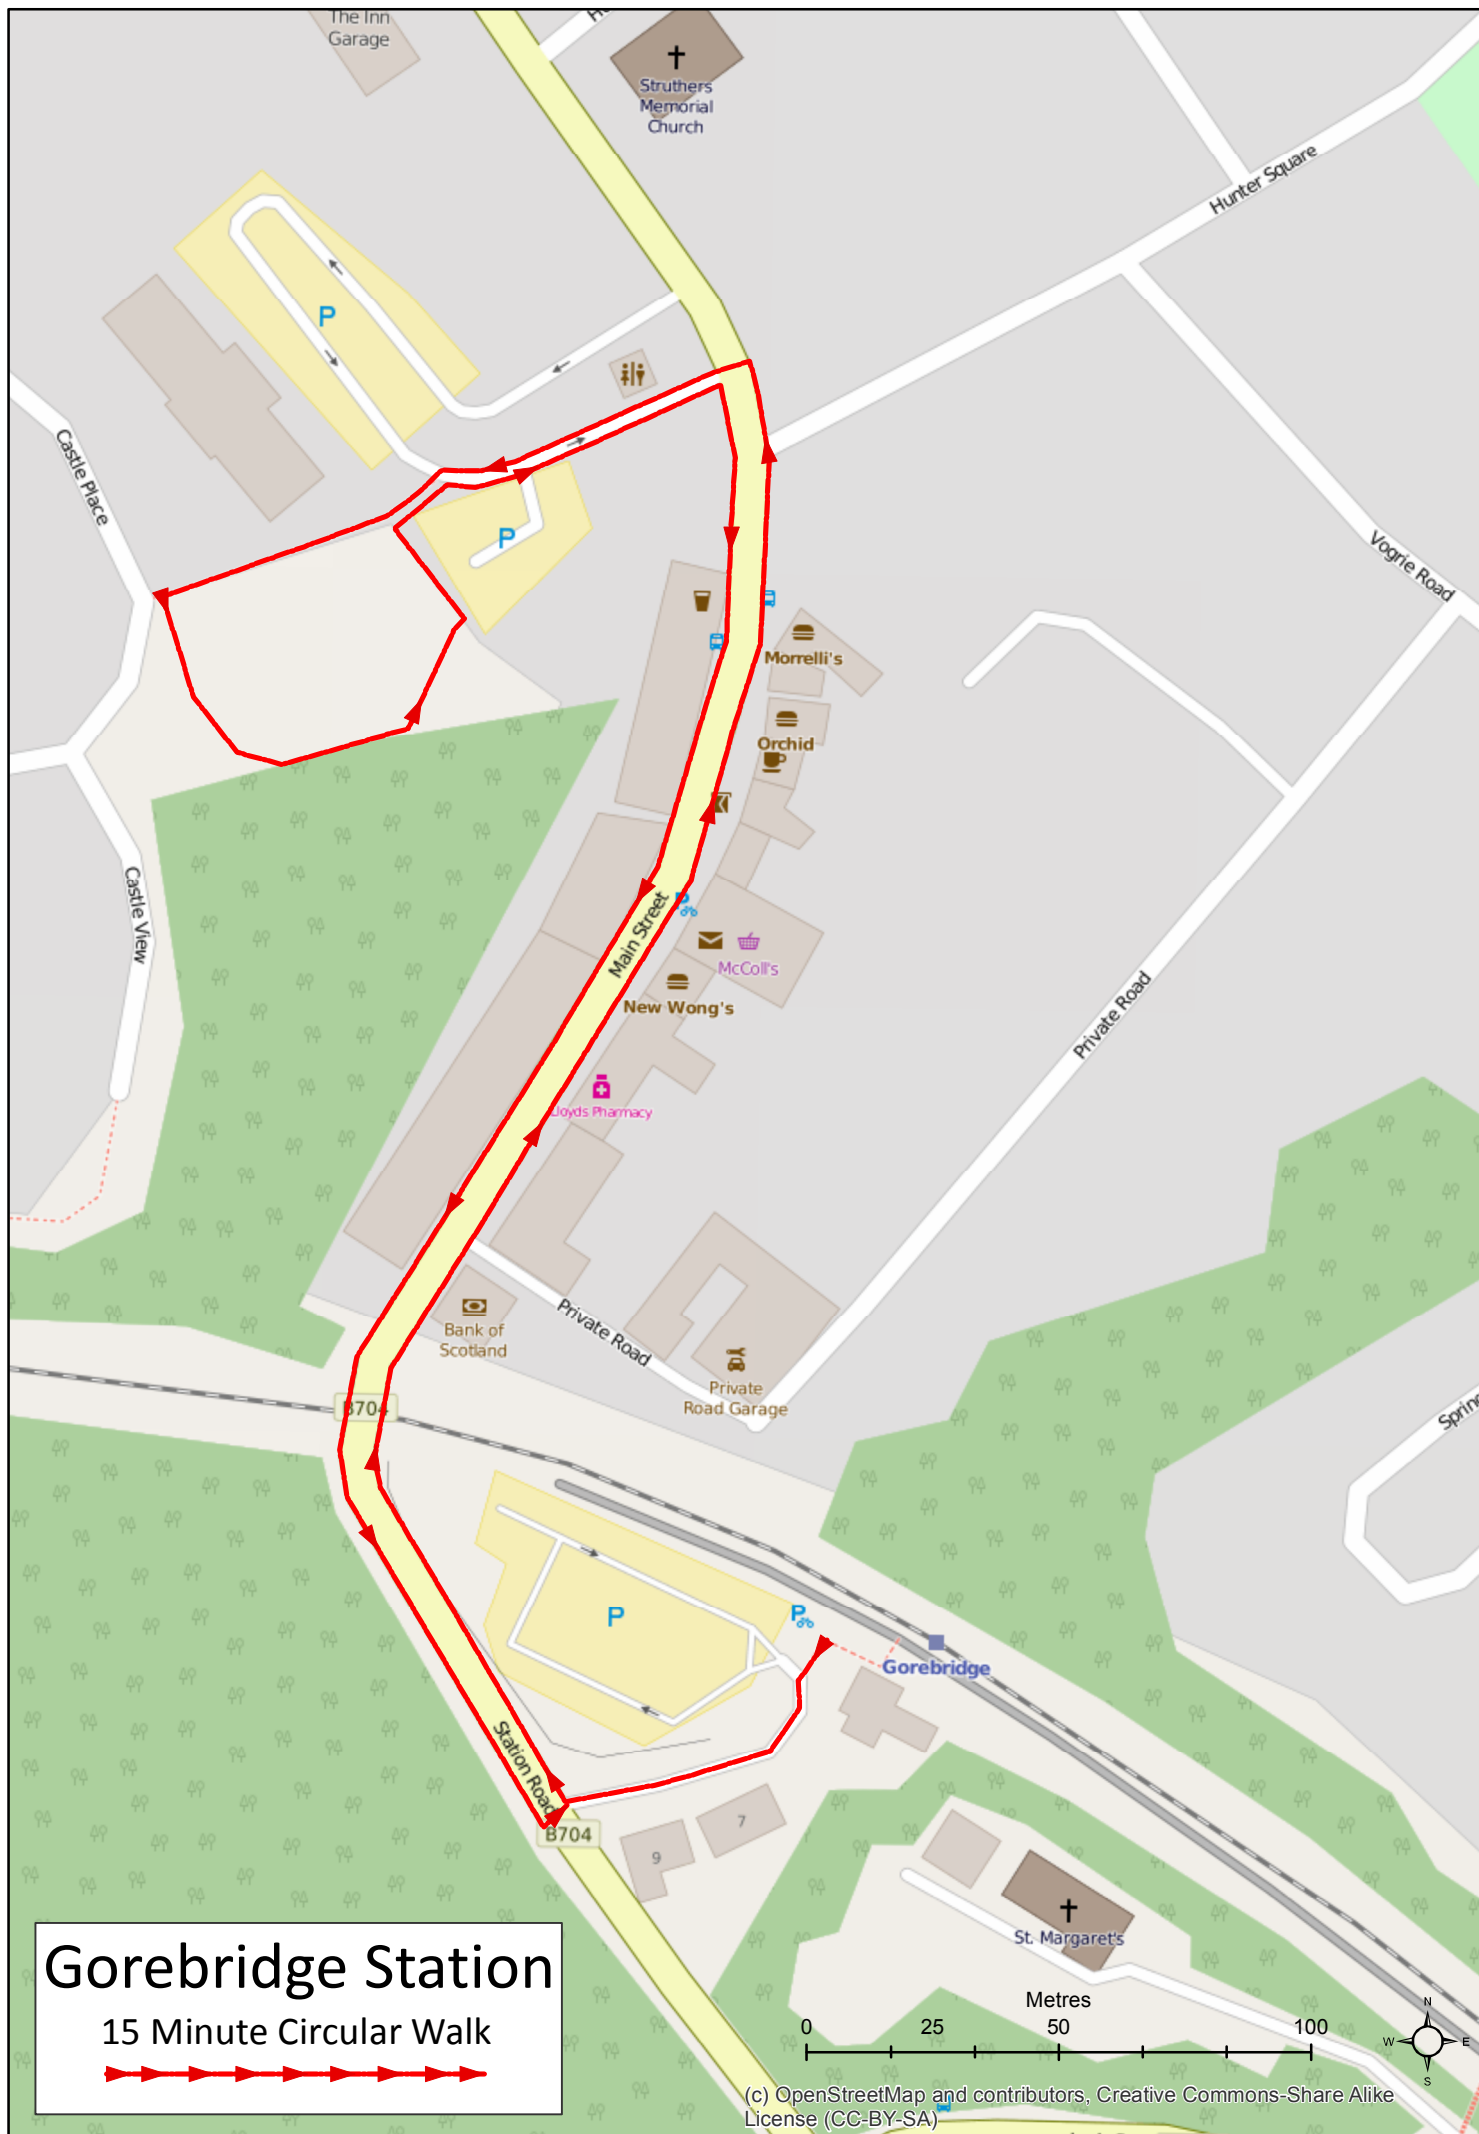 The Inn
Garage
Struthers
Memorial
Church
Hunter Square
P
Castle Place
P
Vogrie Road
Morrelli's
Orchid
Castle View
Main Street
P
McColl's
New Wong's
Private Road
Lloyds Pharmacy
Bank of
Scotland
Private Road
Private
Road Garage
B704
P
P
Gorebridge
Station Road
B704
7
9
St. Margaret's
Gorebridge Station
15 Minute Circular Walk
Metres
0 25 50 100
N
W E
S
(c) OpenStreetMap and contributors, Creative Commons-Share Alike
License (CC-BY-SA)